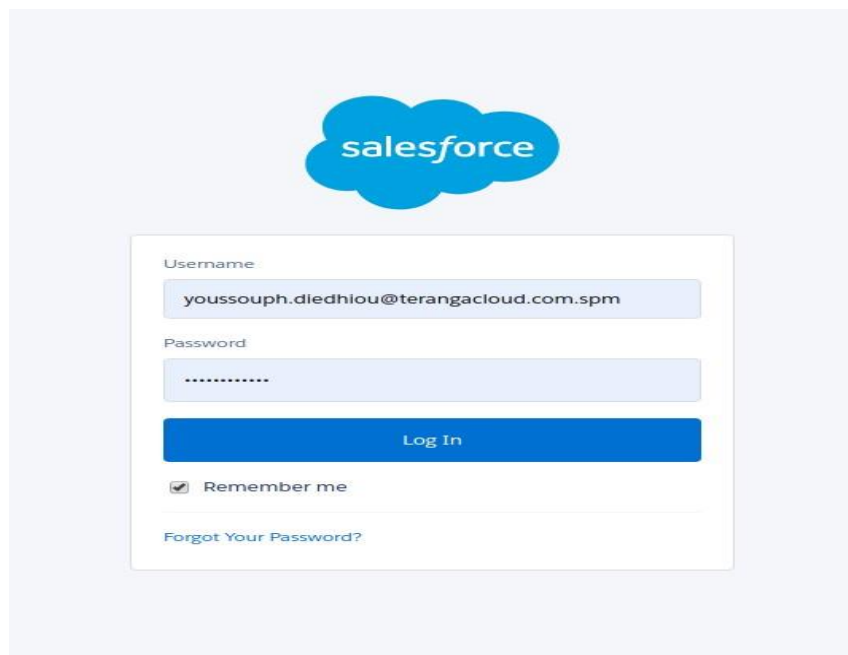 salesforce
Username
youssouph.diedhiou@terangacloud.com.spm
Password
••••••••••••
Log In
Remember me
Forgot Your Password?